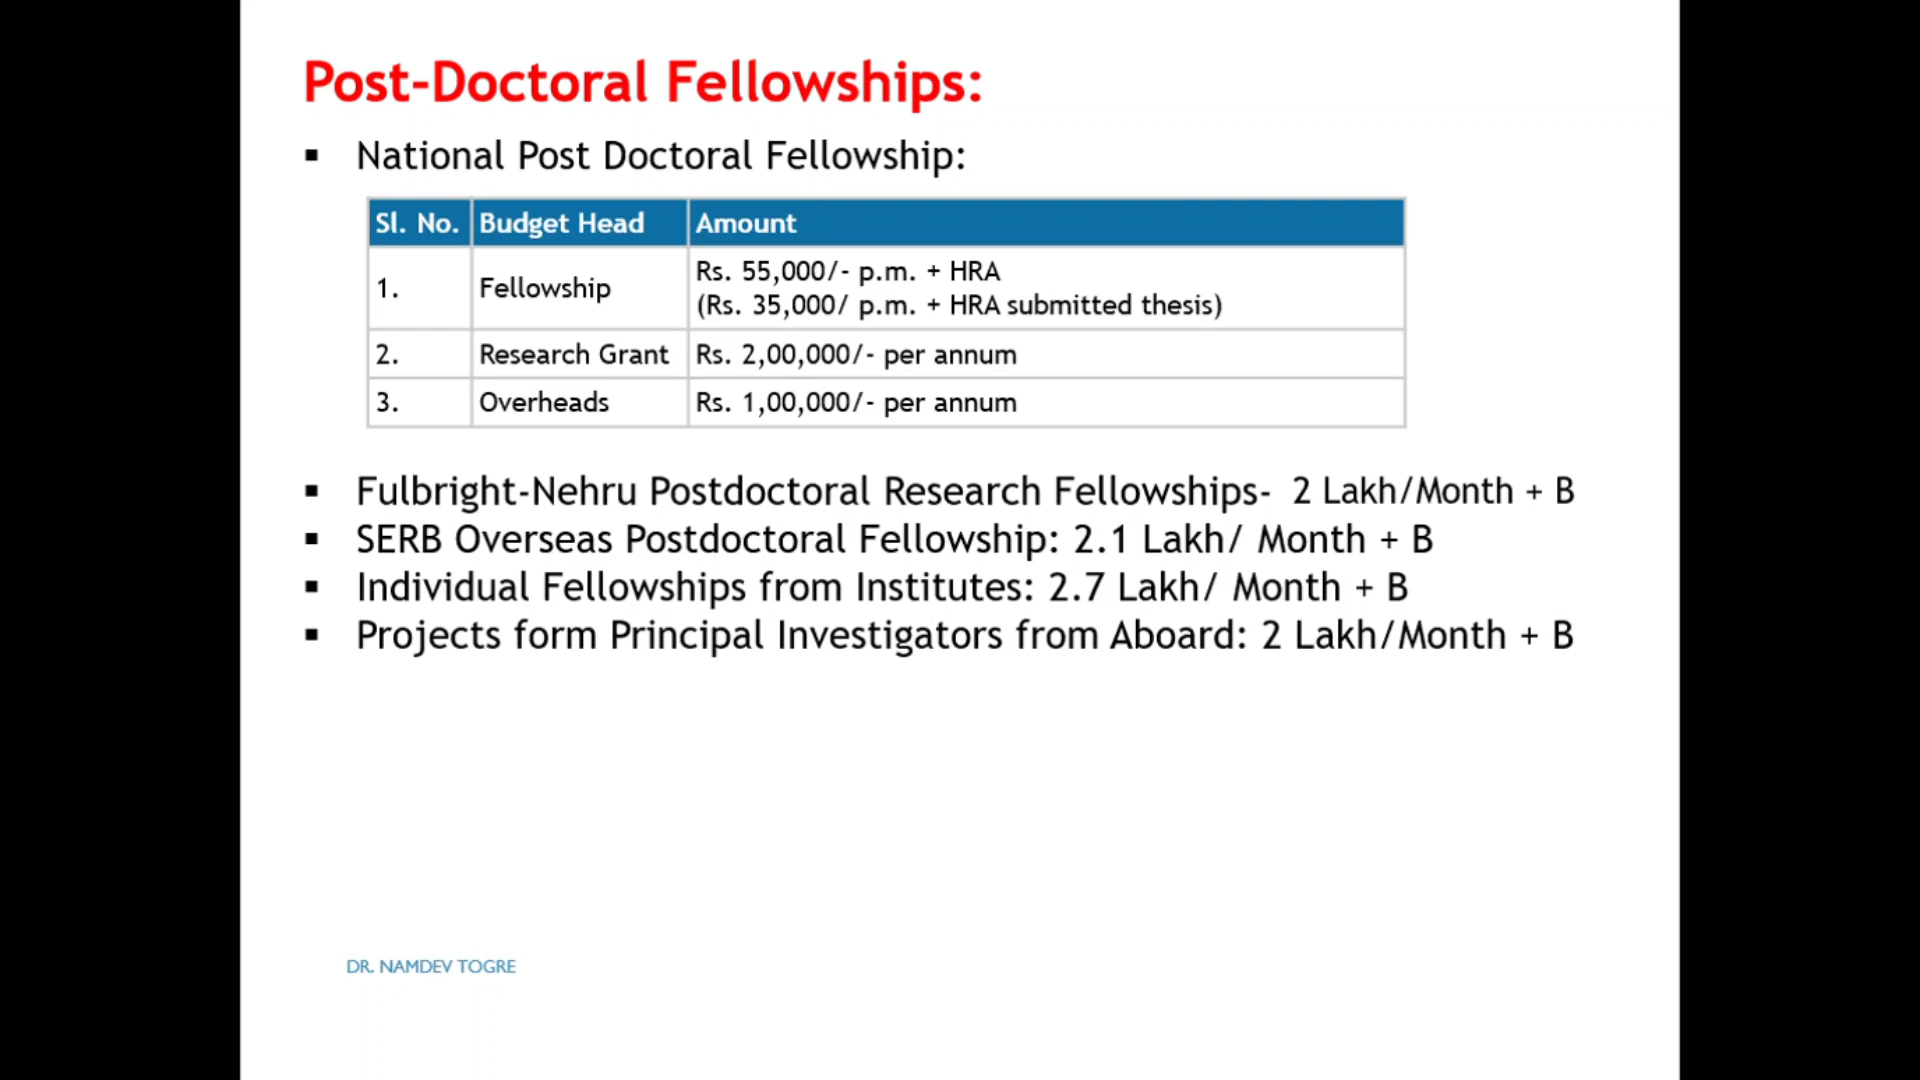 Post-Doctoral Fellowships:
▪ National Post Doctoral Fellowship:
Sl. No. Budget Head Amount
1. Fellowship Rs. 55,000/- p.m. + HRA
(Rs. 35,000/ p.m. + HRA submitted thesis)
2. Research Grant Rs. 2,00,000/- per annum
3. Overheads Rs. 1,00,000/- per annum
▪ Fulbright-Nehru Postdoctoral Research Fellowships- 2 Lakh/Month + B
▪ SERB Overseas Postdoctoral Fellowship: 2.1 Lakh/ Month + B
▪ Individual Fellowships from Institutes: 2.7 Lakh/ Month + B
▪ Projects form Principal Investigators from Aboard: 2 Lakh/Month + B
DR. NAMDEV TOGRE